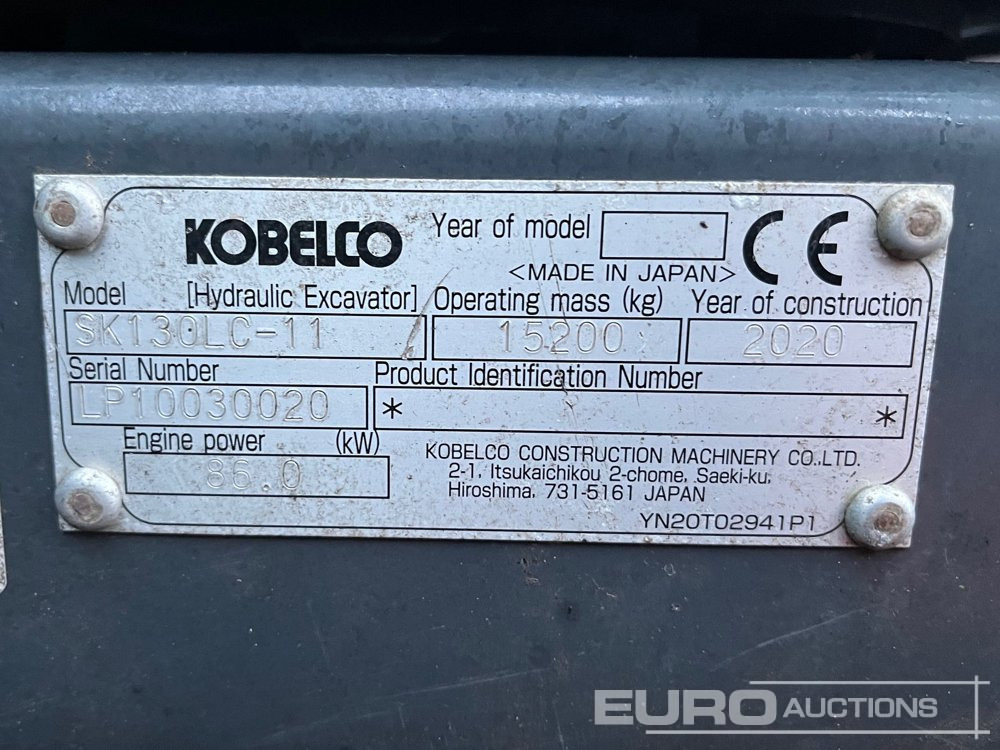 KOBELCO
Year of model
CE
<MADE IN JAPAN>
Model [Hydraulic Excavator] Operating mass (kg) Year of construction
SK130LC-11 15200 2020
Serial Number Product Identification Number
LP10030020 * *
Engine power (kW)
86.0
KOBELCO CONSTRUCTION MACHINERY CO.,LTD.
2-1, Itsukaichikou 2-chome, Saeki-ku,
Hiroshima, 731-5161 JAPAN
YN20T02941P1
EURO AUCTIONS